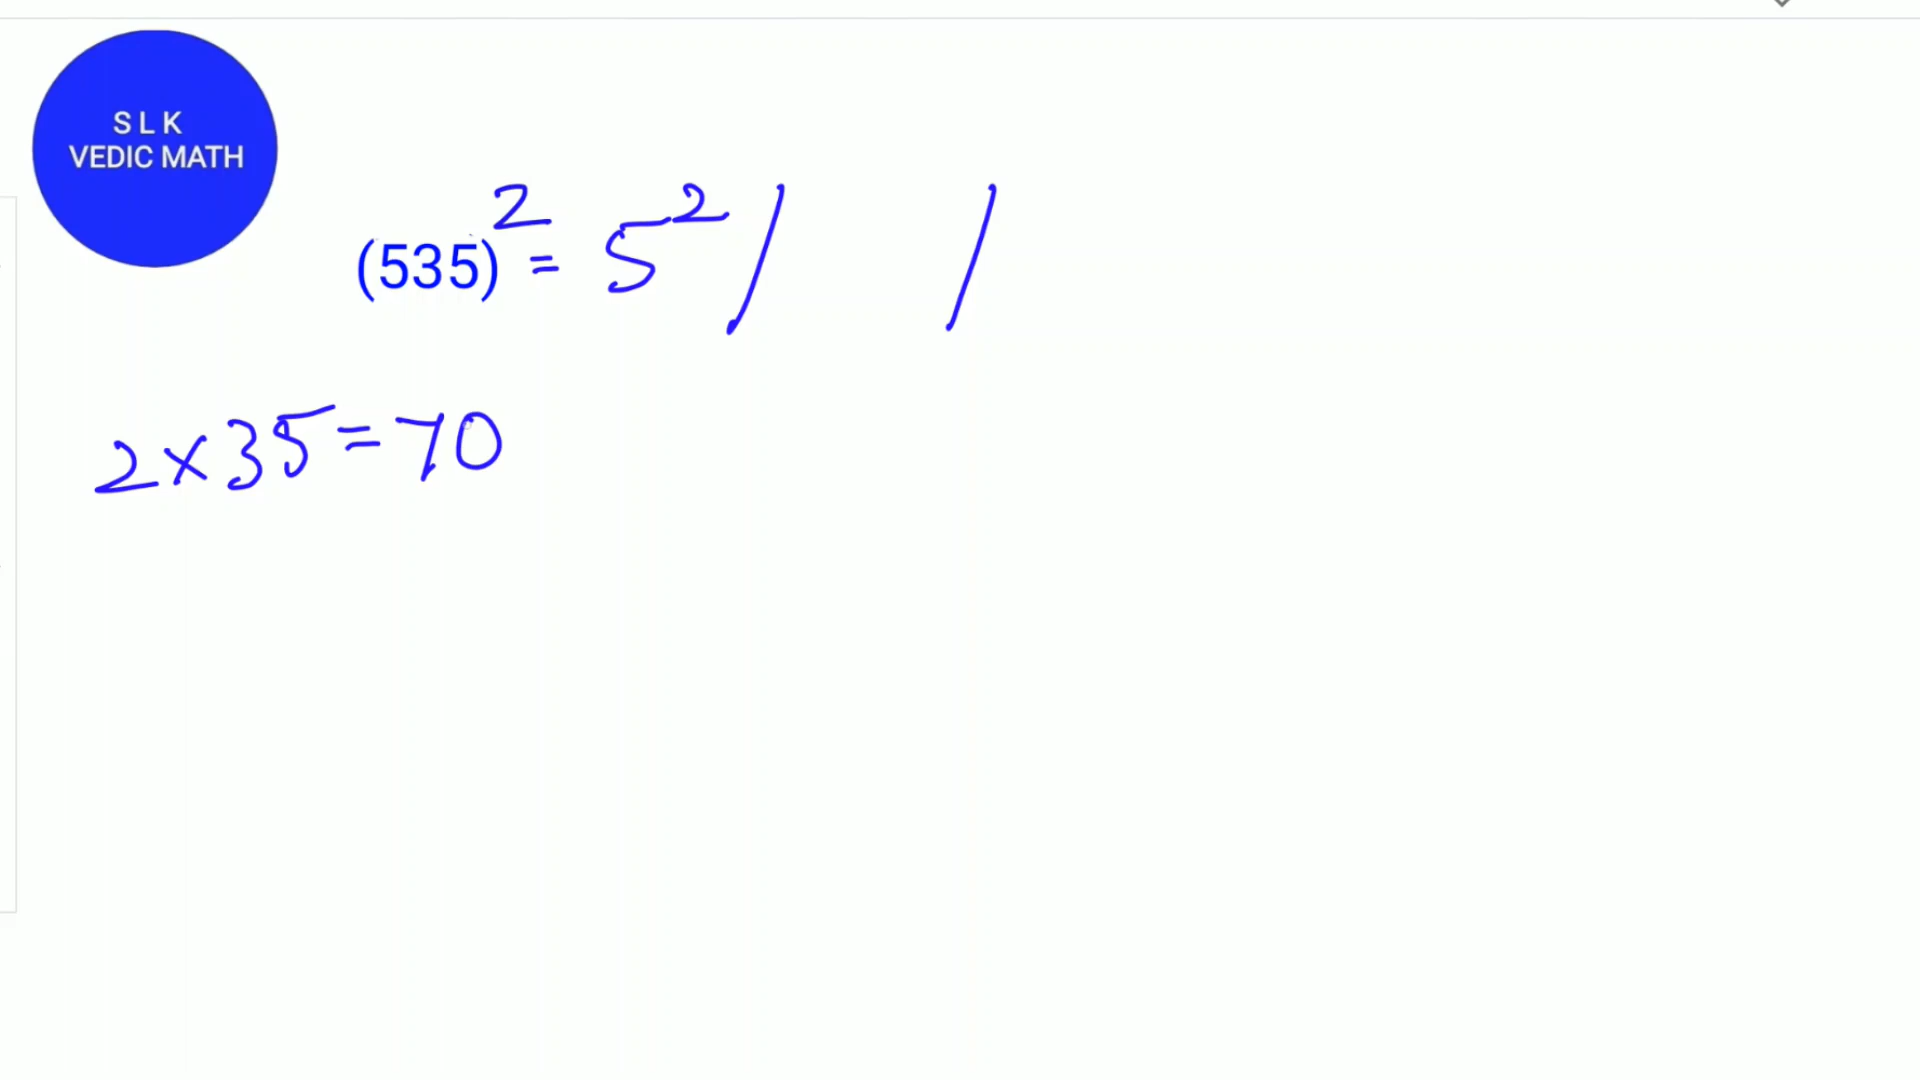 S L K
VEDIC MATH
(535)² = 5² / /
2×35=70